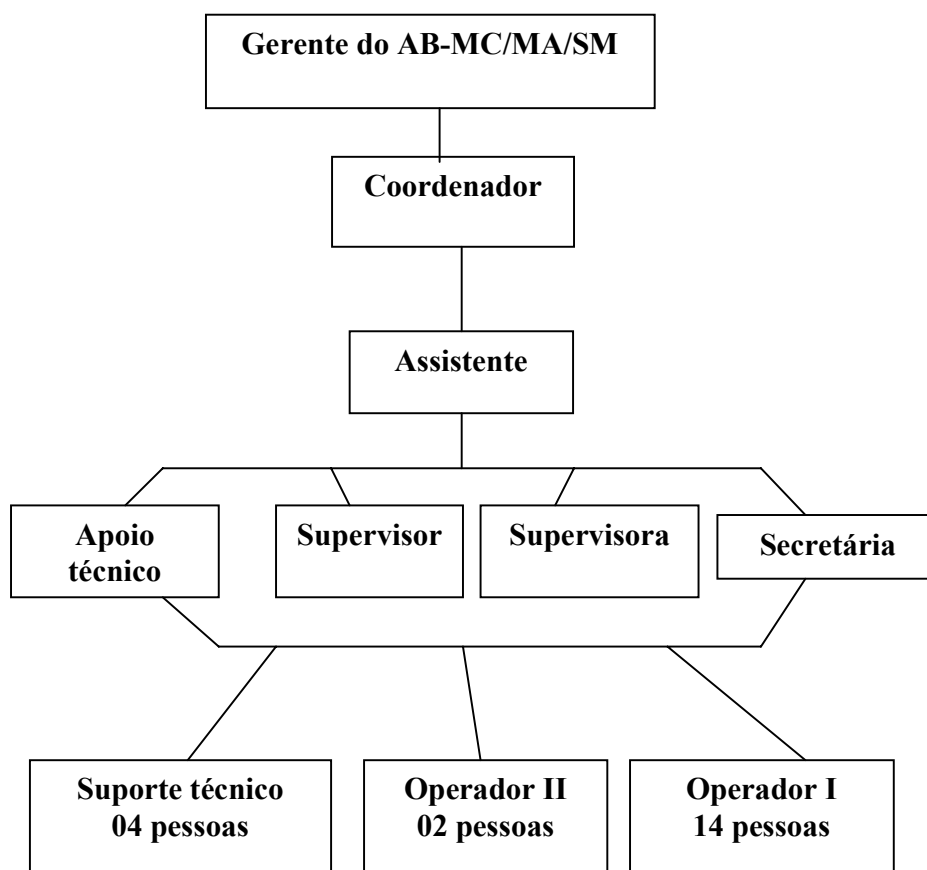 Gerente do AB-MC/MA/SM
Coordenador
Assistente
Apoio
técnico
Supervisor
Supervisora
Secretária
Suporte técnico
04 pessoas
Operador II
02 pessoas
Operador I
14 pessoas